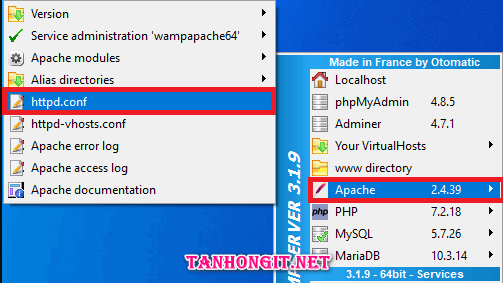 Version
Service administration 'wampapache64'
Apache modules
Alias directories
httpd.conf
httpd-vhosts.conf
Apache error log
Apache access log
Apache documentation
Made in France by Otomatic
Localhost
phpMyAdmin 4.8.5
Adminer 4.7.1
Your VirtualHosts
www directory
Apache 2.4.39
php PHP 7.2.18
MySQL 5.7.26
MariaDB 10.3.14
3.1.9 - 64bit - Services
SERVER 3.1.9
TANHONGIT.NET